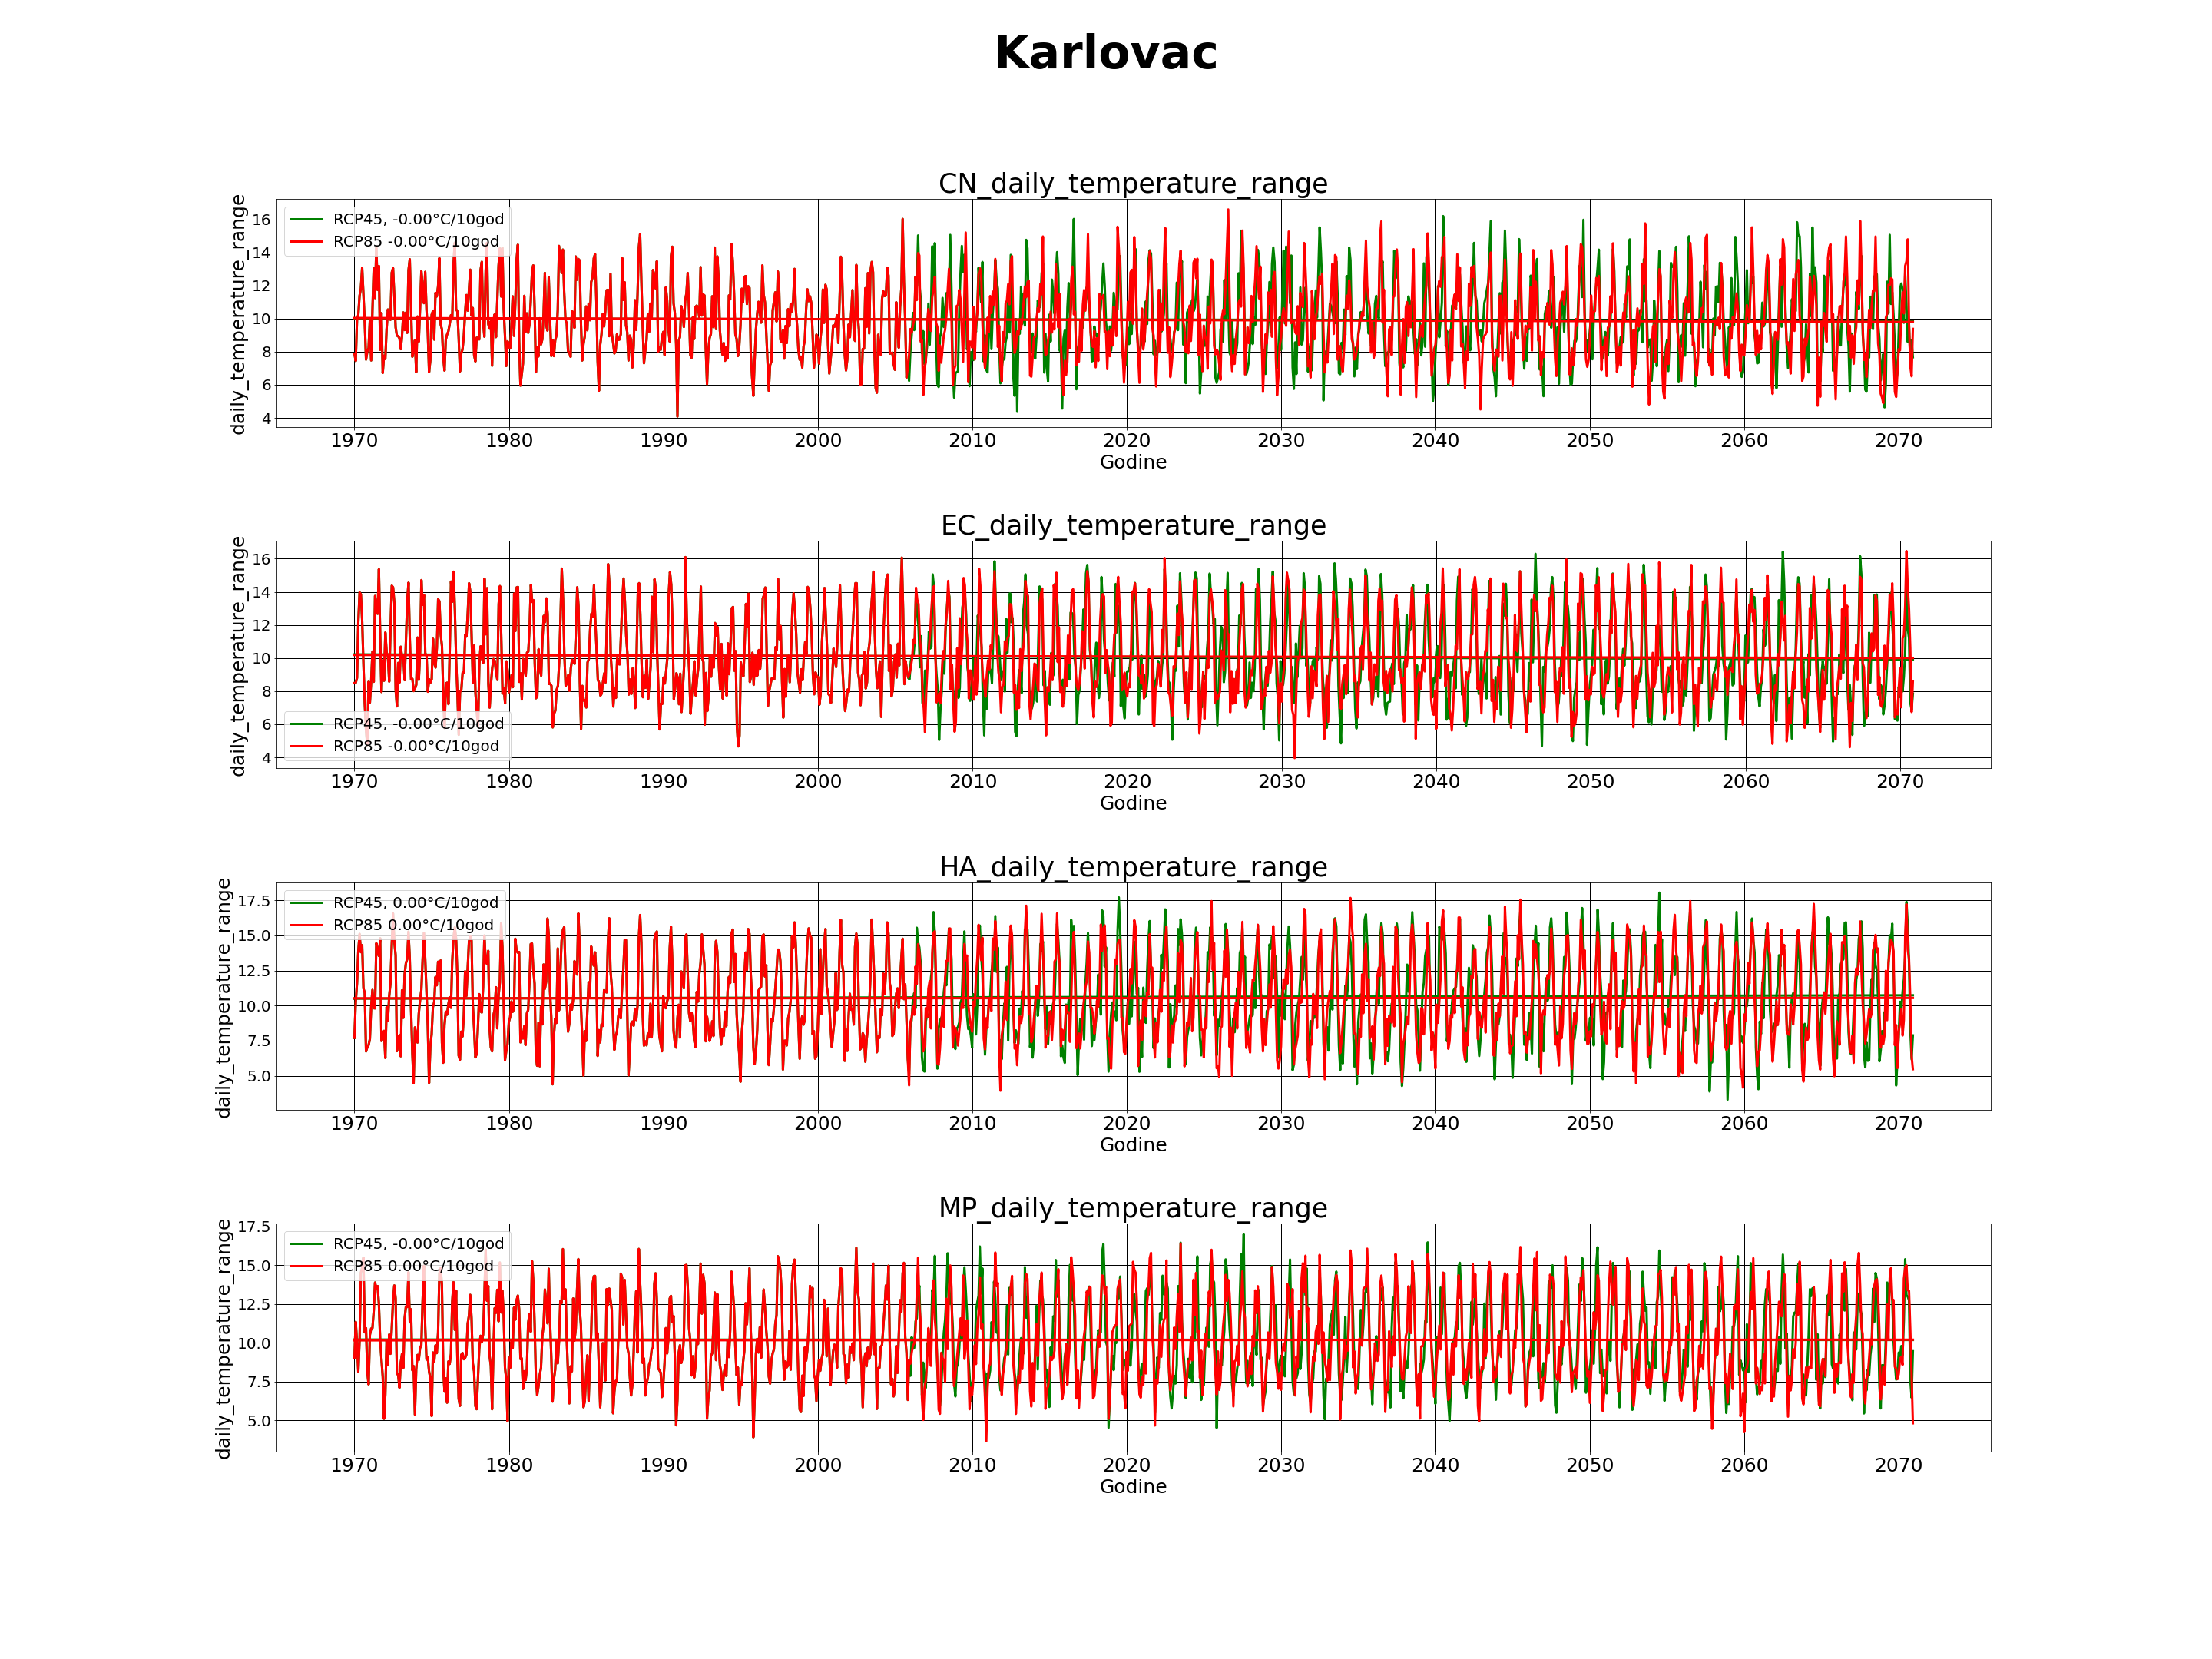 Karlovac
CN_daily_temperature_range
daily_temperature_range
16
14
12
10
8
6
4
RCP45, -0.00°C/10god
RCP85 -0.00°C/10god
1970 1980 1990 2000 2010 2020 2030 2040 2050 2060 2070
Godine
EC_daily_temperature_range
daily_temperature_range
16
14
12
10
8
6
4
RCP45, -0.00°C/10god
RCP85 -0.00°C/10god
1970 1980 1990 2000 2010 2020 2030 2040 2050 2060 2070
Godine
HA_daily_temperature_range
daily_temperature_range
17.5
15.0
12.5
10.0
7.5
5.0
RCP45, 0.00°C/10god
RCP85 0.00°C/10god
1970 1980 1990 2000 2010 2020 2030 2040 2050 2060 2070
Godine
MP_daily_temperature_range
daily_temperature_range
17.5
15.0
12.5
10.0
7.5
5.0
RCP45, -0.00°C/10god
RCP85 0.00°C/10god
1970 1980 1990 2000 2010 2020 2030 2040 2050 2060 2070
Godine